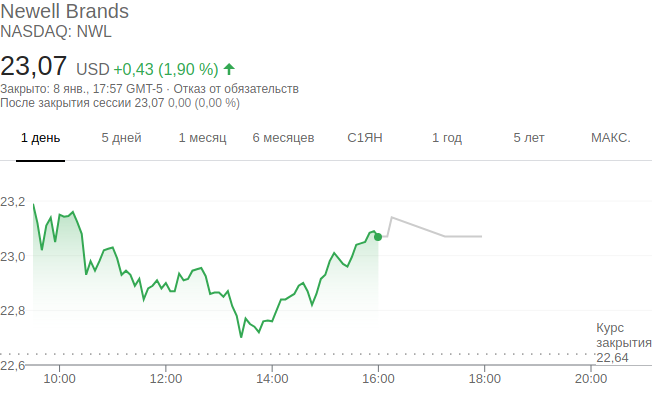 Newell Brands
NASDAQ: NWL
23,07 USD +0,43 (1,90 %)
Закрыто: 8 янв., 17:57 GMT-5 · Отказ от обязательств
После закрытия сессии 23,07 0,00 (0,00 %)
1 день 5 дней 1 месяц 6 месяцев С1ЯН 1 год 5 лет МАКС.
23,2
23,0
22,8
22,6
Курс
закрытия
22,64
10:00 12:00 14:00 16:00 18:00 20:00